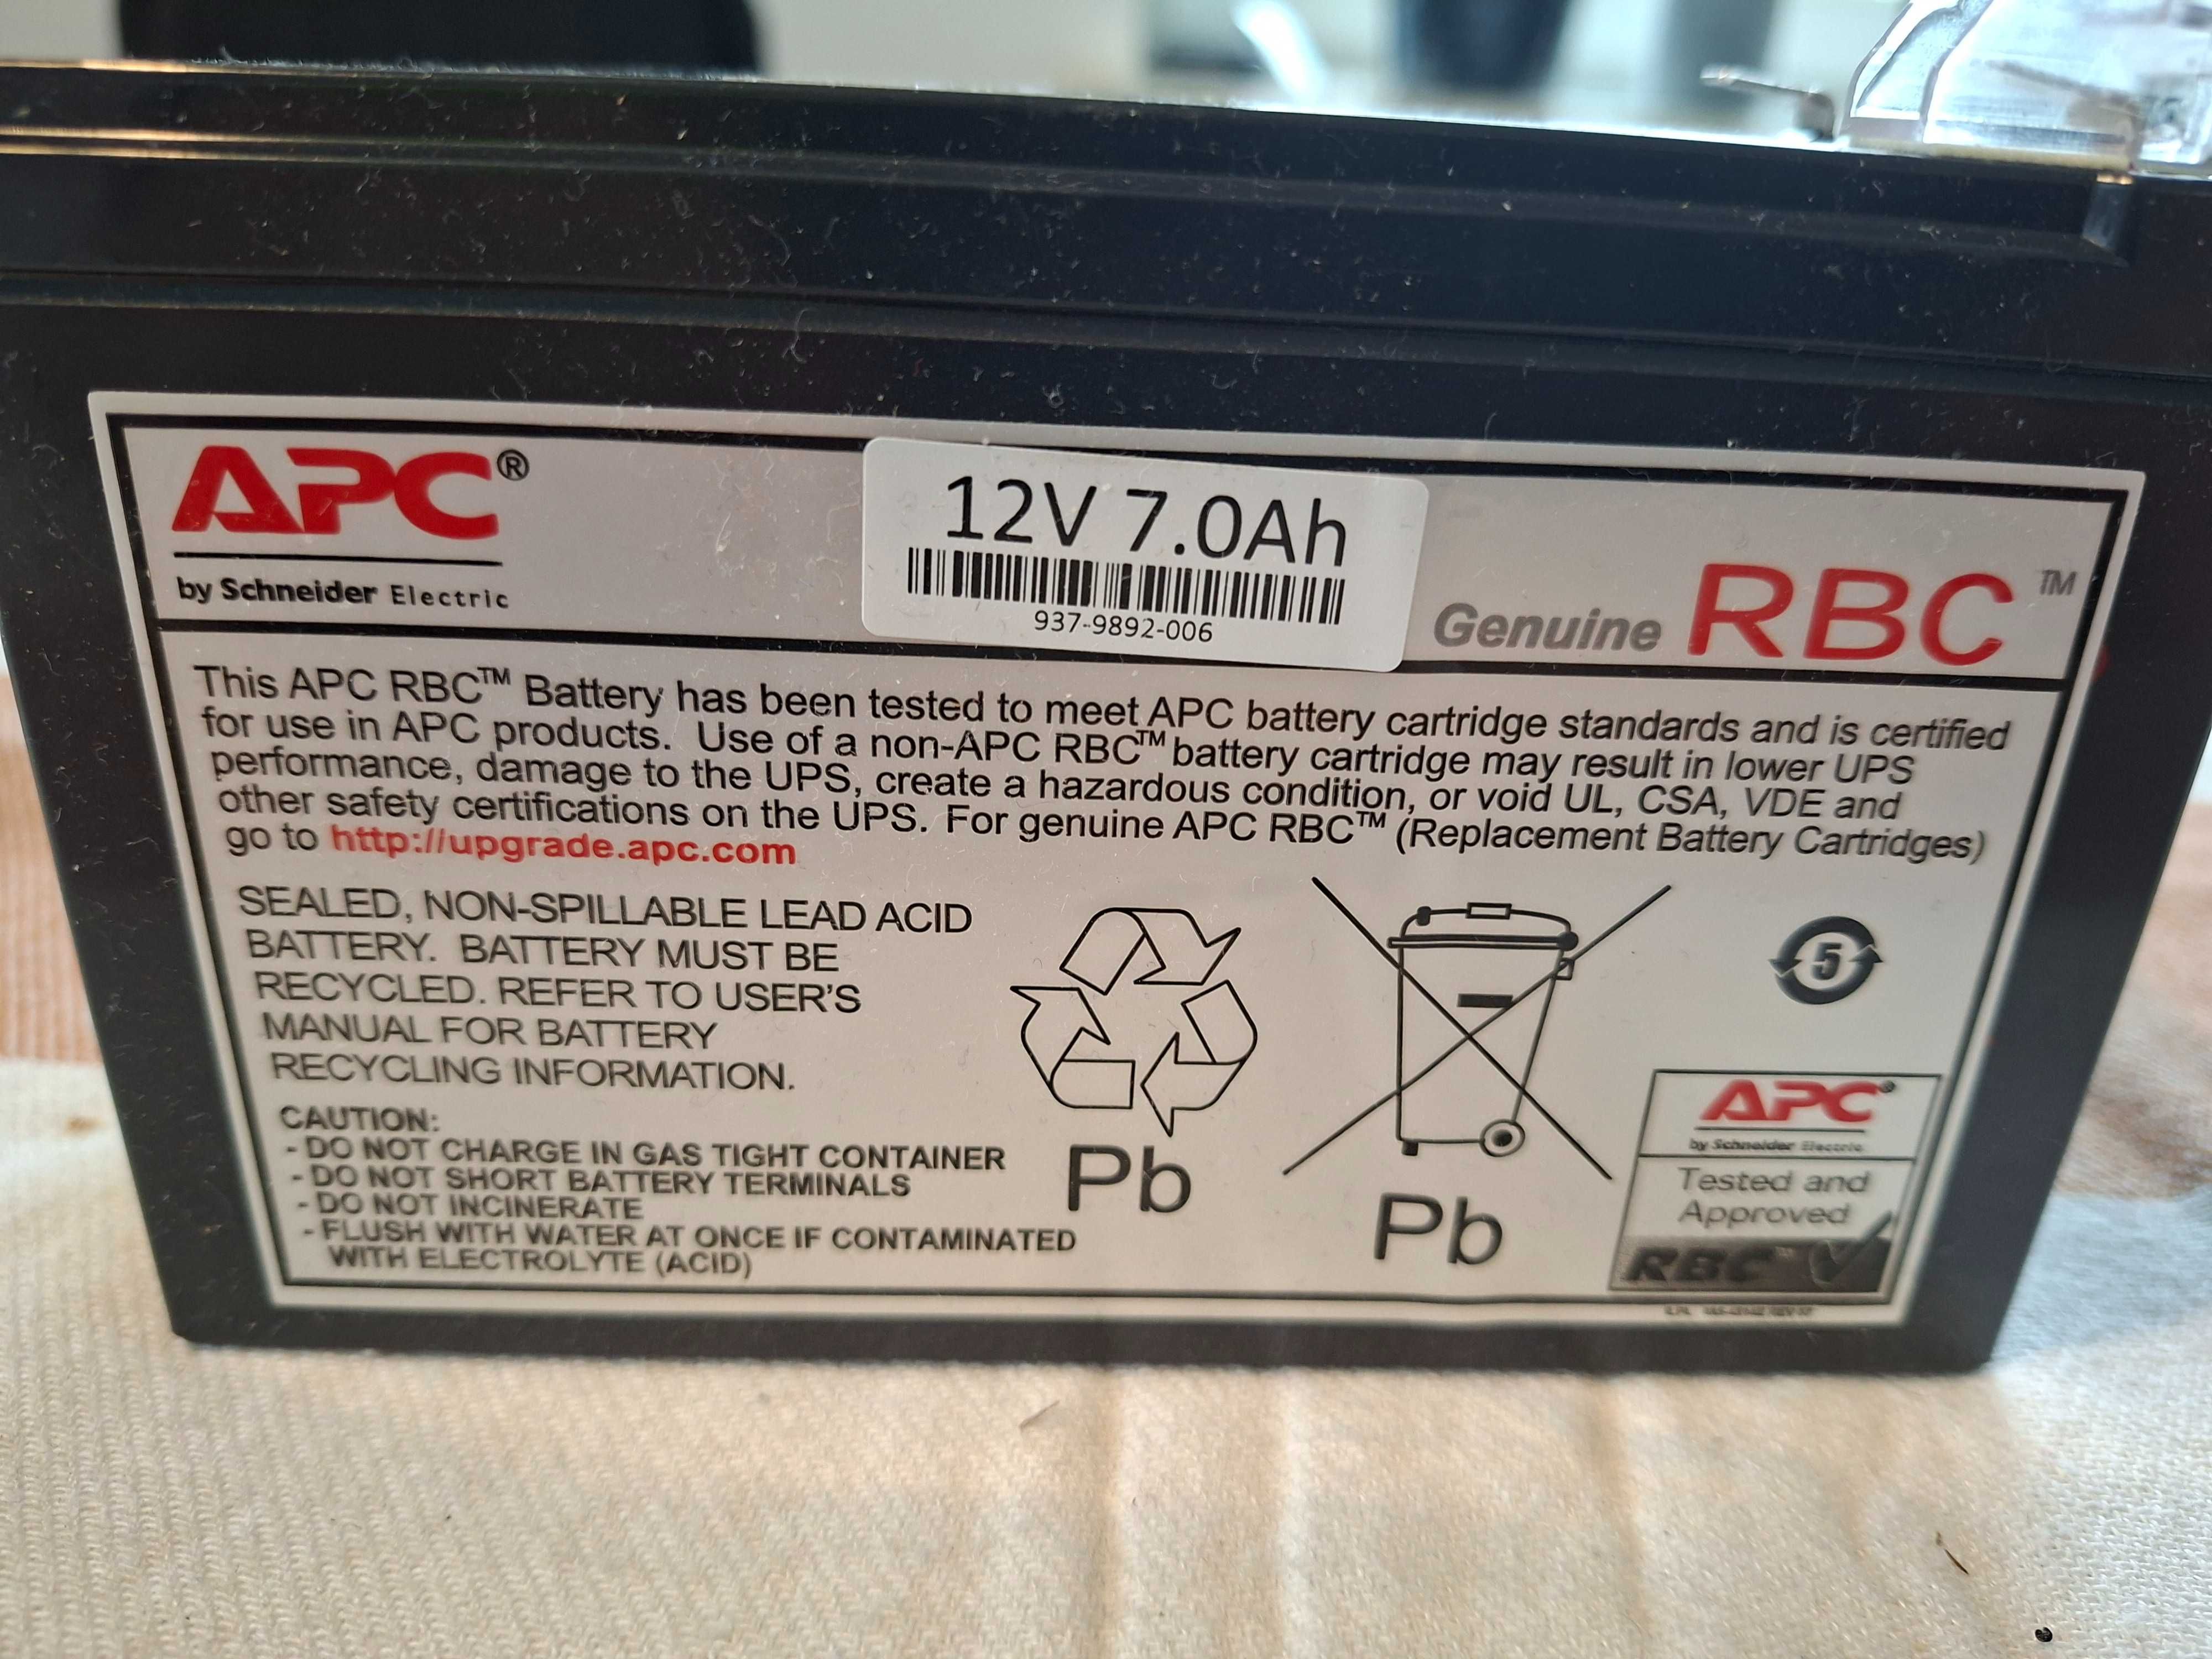 APC®
by Schneider Electric
12V 7.0Ah
937-9892-006
Genuine RBC™
This APC RBC™ Battery has been tested to meet APC battery cartridge standards and is certified
for use in APC products. Use of a non-APC RBC™ battery cartridge may result in lower UPS
performance, damage to the UPS, create a hazardous condition, or void UL, CSA, VDE and
other safety certifications on the UPS. For genuine APC RBC™ (Replacement Battery Cartridges)
go to http://upgrade.apc.com
SEALED, NON-SPILLABLE LEAD ACID
BATTERY. BATTERY MUST BE
RECYCLED. REFER TO USER'S
MANUAL FOR BATTERY
RECYCLING INFORMATION.
CAUTION:
- DO NOT CHARGE IN GAS TIGHT CONTAINER
- DO NOT SHORT BATTERY TERMINALS
- DO NOT INCINERATE
- FLUSH WITH WATER AT ONCE IF CONTAMINATED
WITH ELECTROLYTE (ACID)
Pb
Pb
5
APC®
by Schneider Electric
Tested and
Approved
RBC™